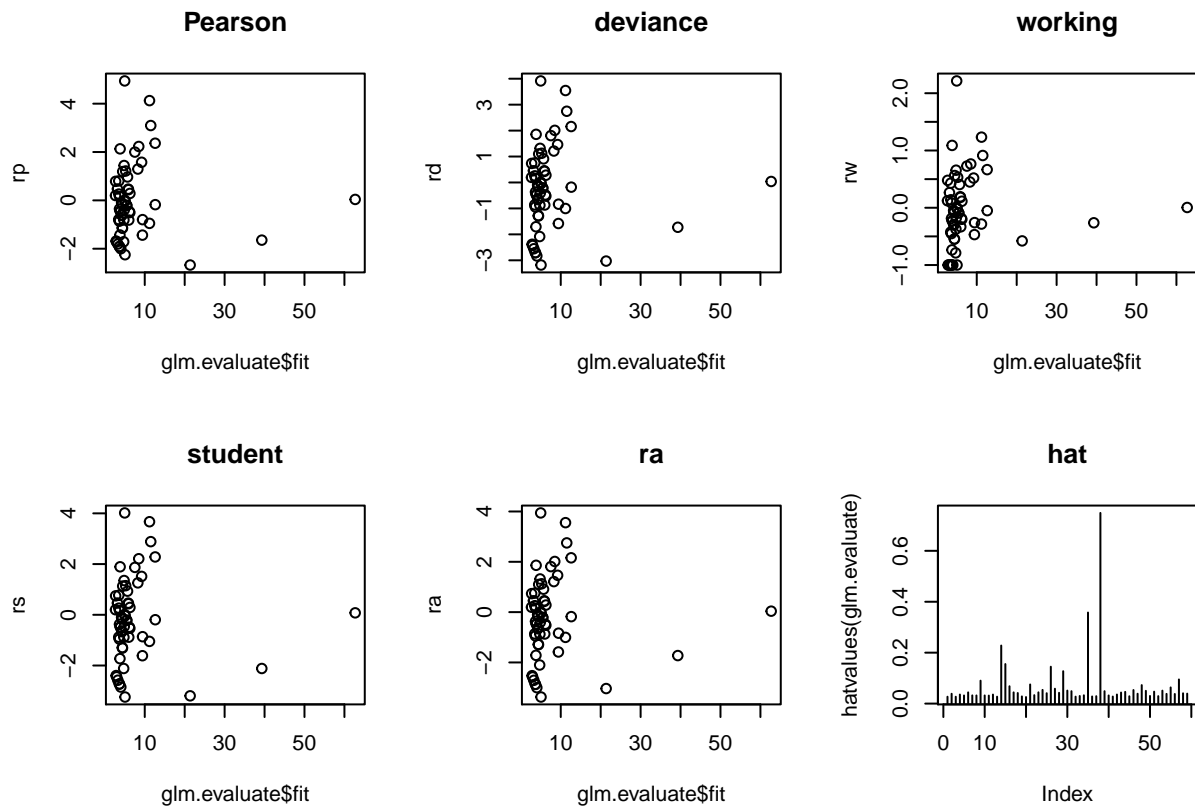 Pearson
rp
−2 0 2 4
10 30 50
glm.evaluate$fit
deviance
rd
−3 −1 1 3
10 30 50
glm.evaluate$fit
working
rw
−1.0 0.0 1.0 2.0
10 30 50
glm.evaluate$fit
student
rs
−2 0 2 4
10 30 50
glm.evaluate$fit
ra
ra
−2 0 2 4
10 30 50
glm.evaluate$fit
hat
hatvalues(glm.evaluate)
0.0 0.2 0.4 0.6
0 10 30 50
Index